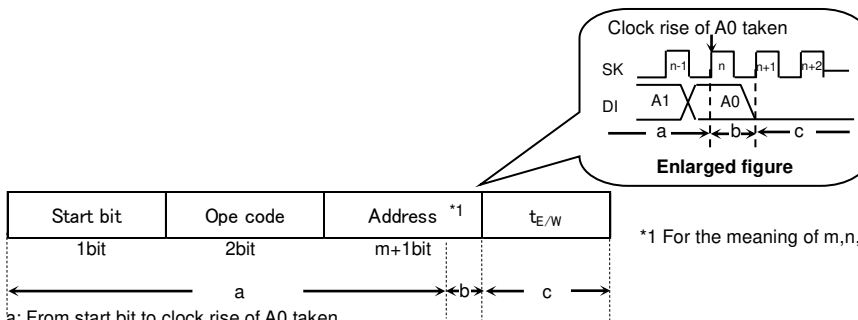 Clock rise of A0 taken
SK n-1 n n+1 n+2
DI A1 A0
a b c
Enlarged figure
Start bit Ope code Address *1 tE/W
1bit 2bit m+1bit
*1 For the meaning of m,n,
a b c
a: From start bit to clock rise of A0 taken